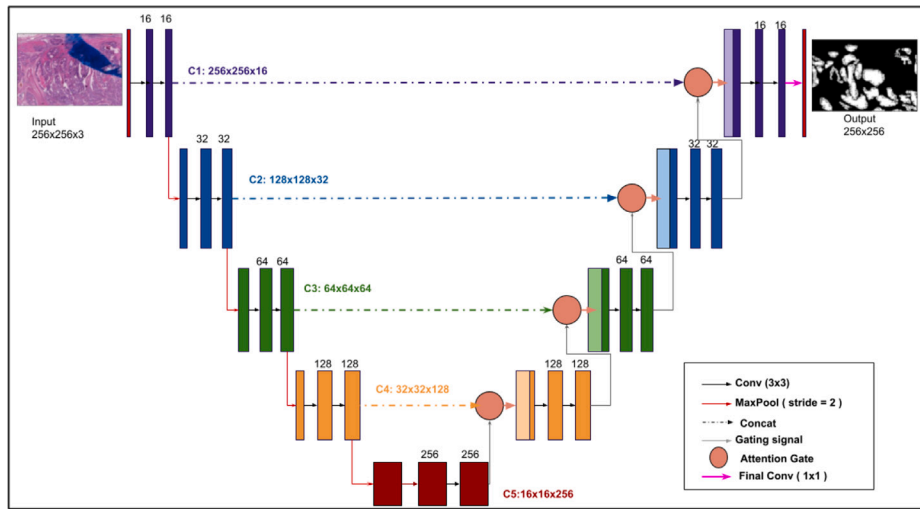 16 16
C1: 256x256x16
16 16
Input
256x256x3
Output
256x256
32 32
C2: 128x128x32
32 32
64 64
C3: 64x64x64
64 64
128 128
C4: 32x32x128
128 128
256 256
C5:16x16x256
Conv (3x3)
MaxPool ( stride = 2 )
Concat
Gating signal
Attention Gate
Final Conv ( 1x1 )